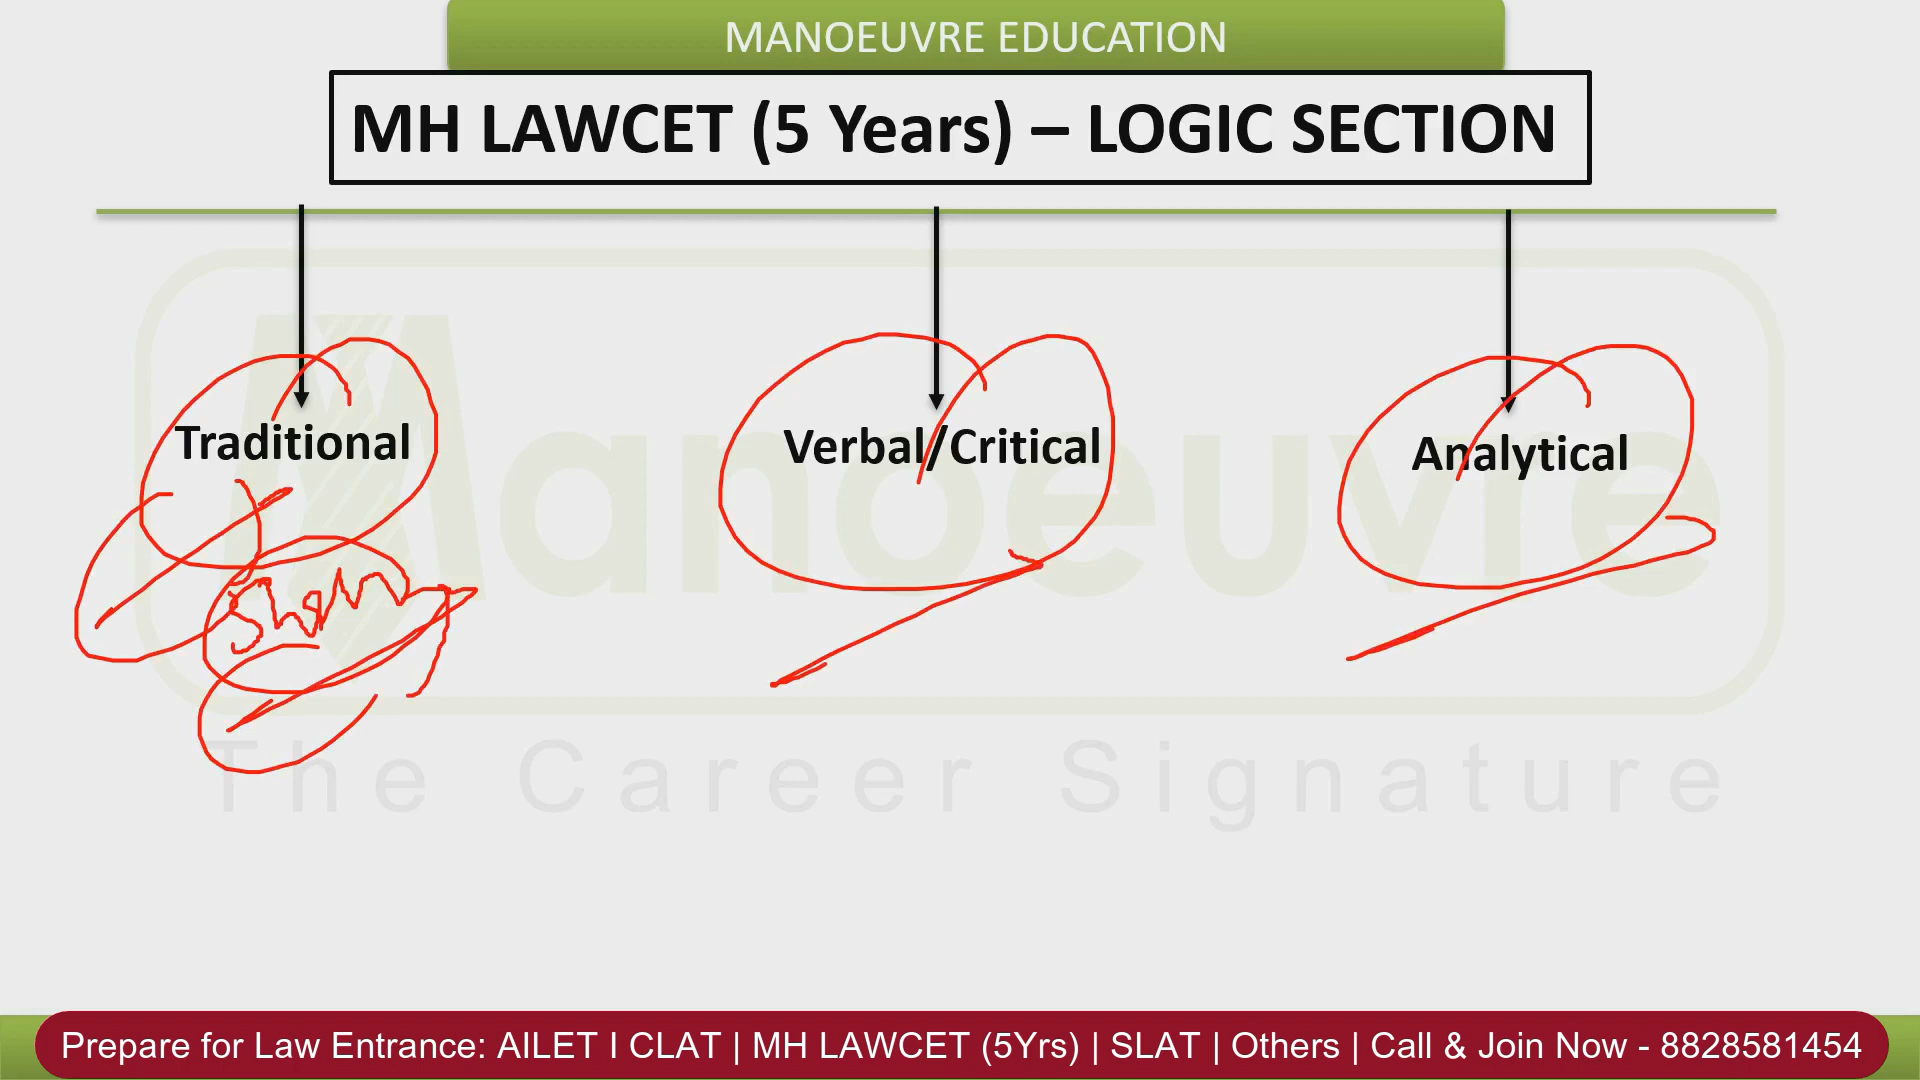 MANOEUVRE EDUCATION
MH LAWCET (5 Years) – LOGIC SECTION
Traditional
Verbal/Critical
Analytical
Manoeuvre
The Career Signature
Prepare for Law Entrance: AILET I CLAT | MH LAWCET (5Yrs) | SLAT | Others | Call & Join Now - 8828581454